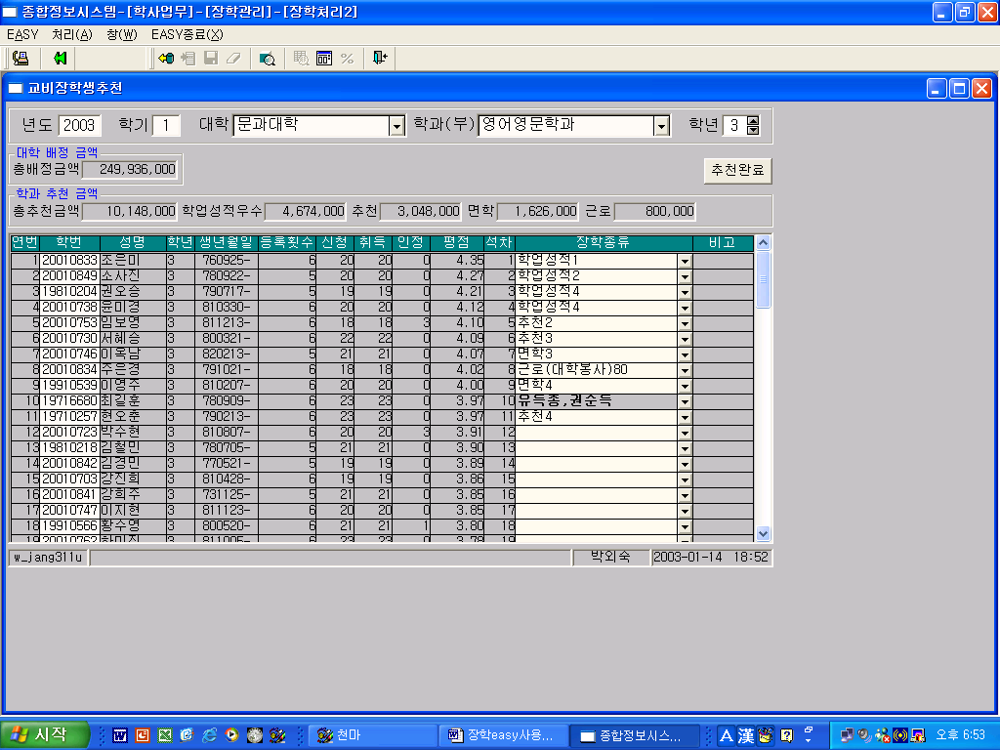 종합정보시스템-[학사업무]-[장학관리]-[장학처리2]
EASY 처리(A) 창(W) EASY종료(X)
교비장학생추천
년도 2003 학기 1 대학 문과대학 학과(부) 영어영문학과 학년 3
대학 배정 금액
총배정금액 249,936,000 추천완료
학과 추천 금액
총추천금액 10,148,000 학업성적우수 4,674,000 추천 3,048,000 면학 1,626,000 근로 800,000
연번 학번 성명 학년 생년월일 등록횟수 신청 취득 인정 평점 석차 장학종류 비고
1 20010833 조은미 3 760925- 6 20 20 0 4.35 1 학업성적1
2 20010849 소사진 3 780922- 5 20 20 0 4.27 2 학업성적2
3 19810204 권오승 3 790717- 5 19 19 0 4.21 3 학업성적4
4 20010738 윤미경 3 810330- 6 20 20 0 4.12 4 학업성적4
5 20010753 임보영 3 811213- 6 18 18 3 4.10 5 추천2
6 20010730 서혜승 3 800321- 6 22 22 0 4.09 6 추천3
7 20010746 이옥남 3 820213- 5 21 21 0 4.07 7 면학3
8 20010834 주은경 3 791021- 6 18 18 0 4.02 8 근로(대학봉사)80
9 19910539 이영주 3 810207- 6 20 20 0 4.00 9 면학4
10 19716680 최길훈 3 780909- 6 23 23 0 3.97 10 유득종,권순득
11 19710257 현오춘 3 790213- 6 23 23 0 3.97 11 추천4
12 20010723 박수현 3 810807- 6 20 20 3 3.91 12
13 19810218 김철민 3 780705- 5 21 21 0 3.90 13
14 20010842 김경민 3 770521- 5 19 19 0 3.89 14
15 20010703 강진희 3 810428- 6 19 19 0 3.86 15
16 20010841 강희주 3 731125- 5 21 21 0 3.85 16
17 20010747 이지현 3 811123- 6 20 20 0 3.85 17
18 19910566 황수영 3 800520- 6 21 21 1 3.80 18
19 20010762 하미진 3 811005- 6 23 23 0 3.78 19
w_jang311u 박외숙 2003-01-14 18:52
시작 천마 장학easy사용... 종합정보시스... A 漢 오후 6:53